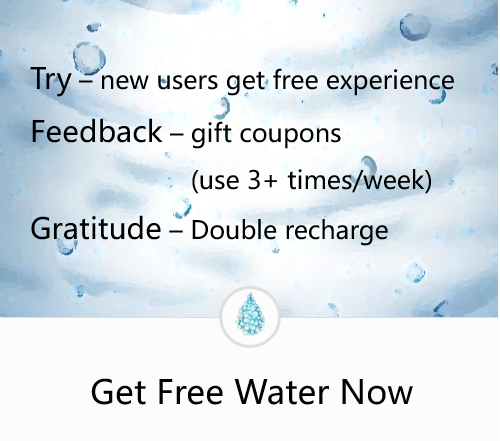 Try – new users get free experience
Feedback – gift coupons
(use 3+ times/week)
Gratitude – Double recharge
Get Free Water Now